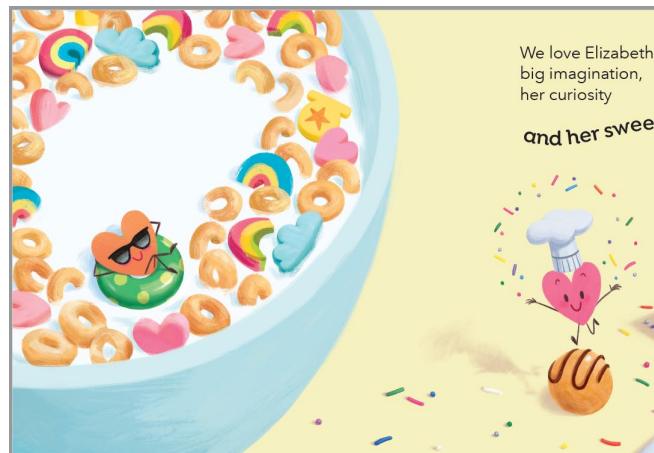 We love Elizabeth
big imagination,
her curiosity
and her swee